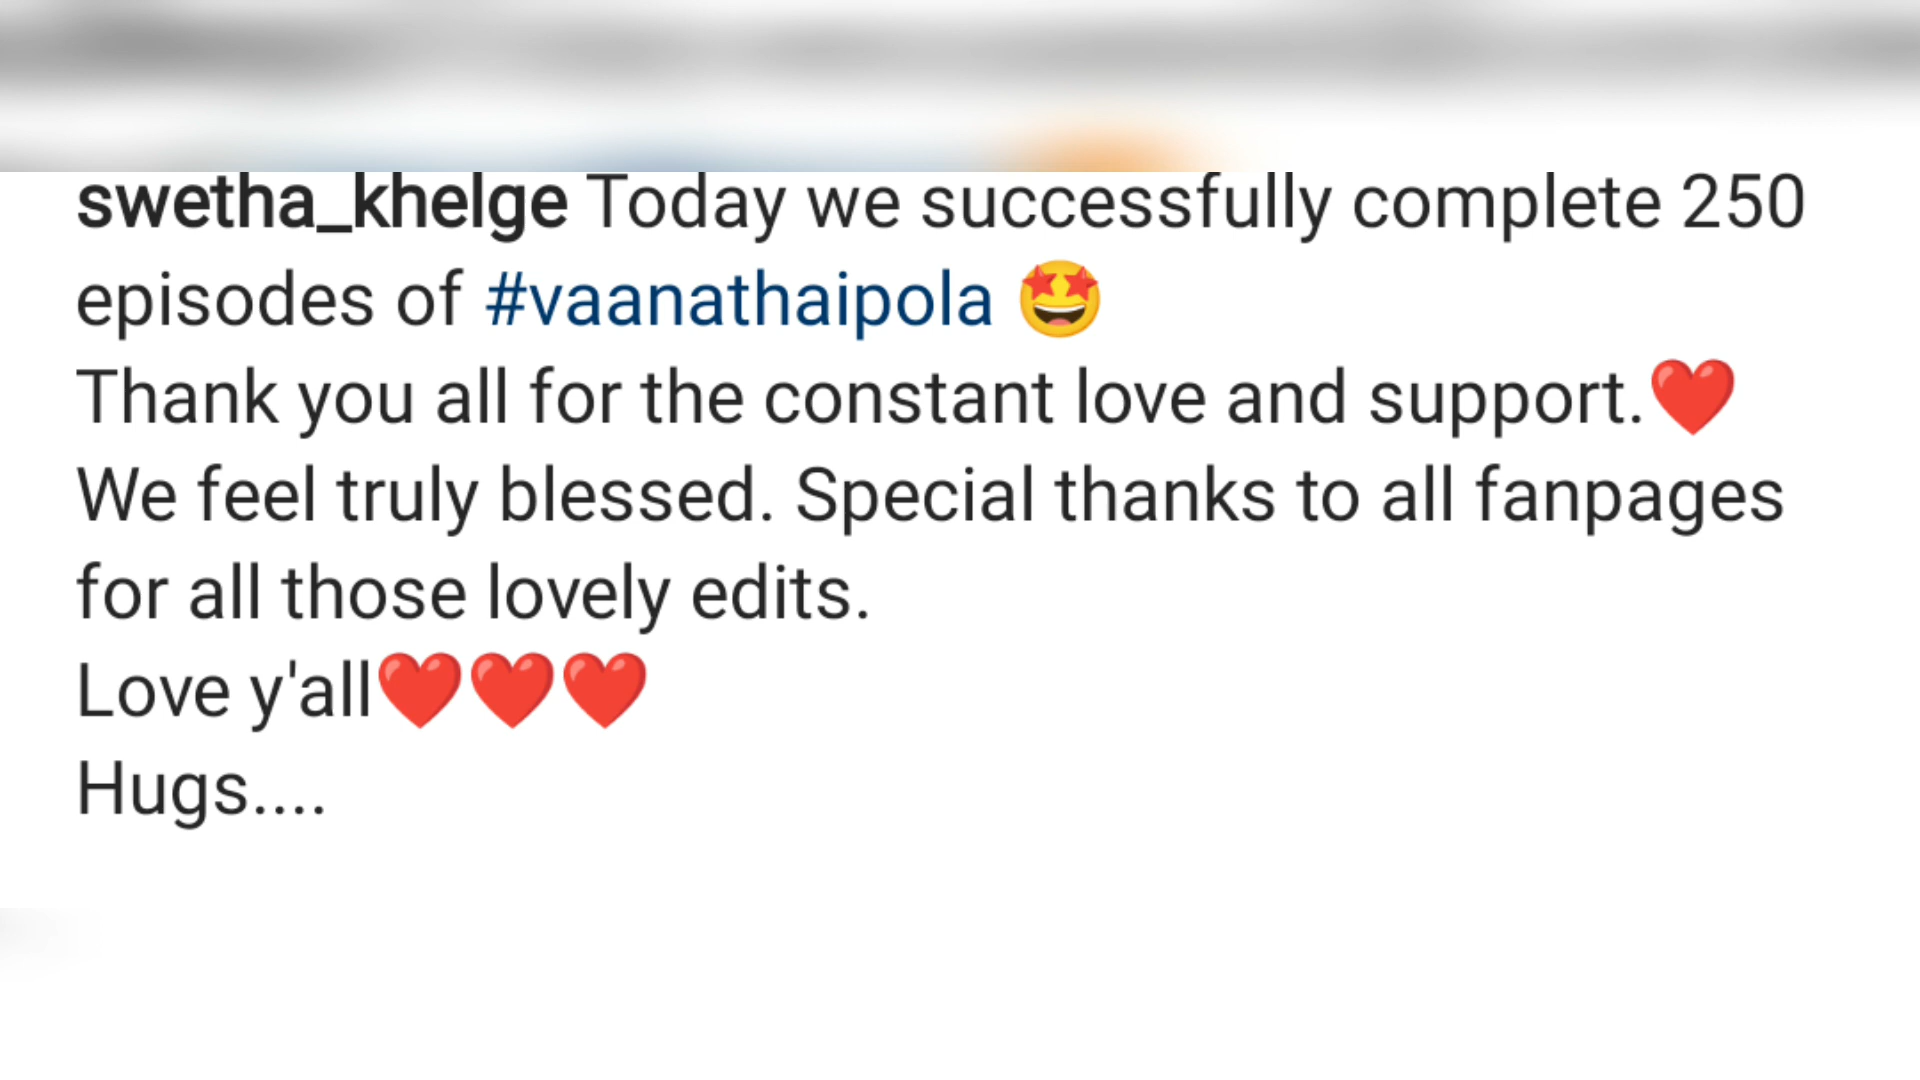 swetha_khelge Today we successfully complete 250
episodes of #vaanathaipola 🤩
Thank you all for the constant love and support.❤️
We feel truly blessed. Special thanks to all fanpages
for all those lovely edits.
Love y'all❤️❤️❤️
Hugs....